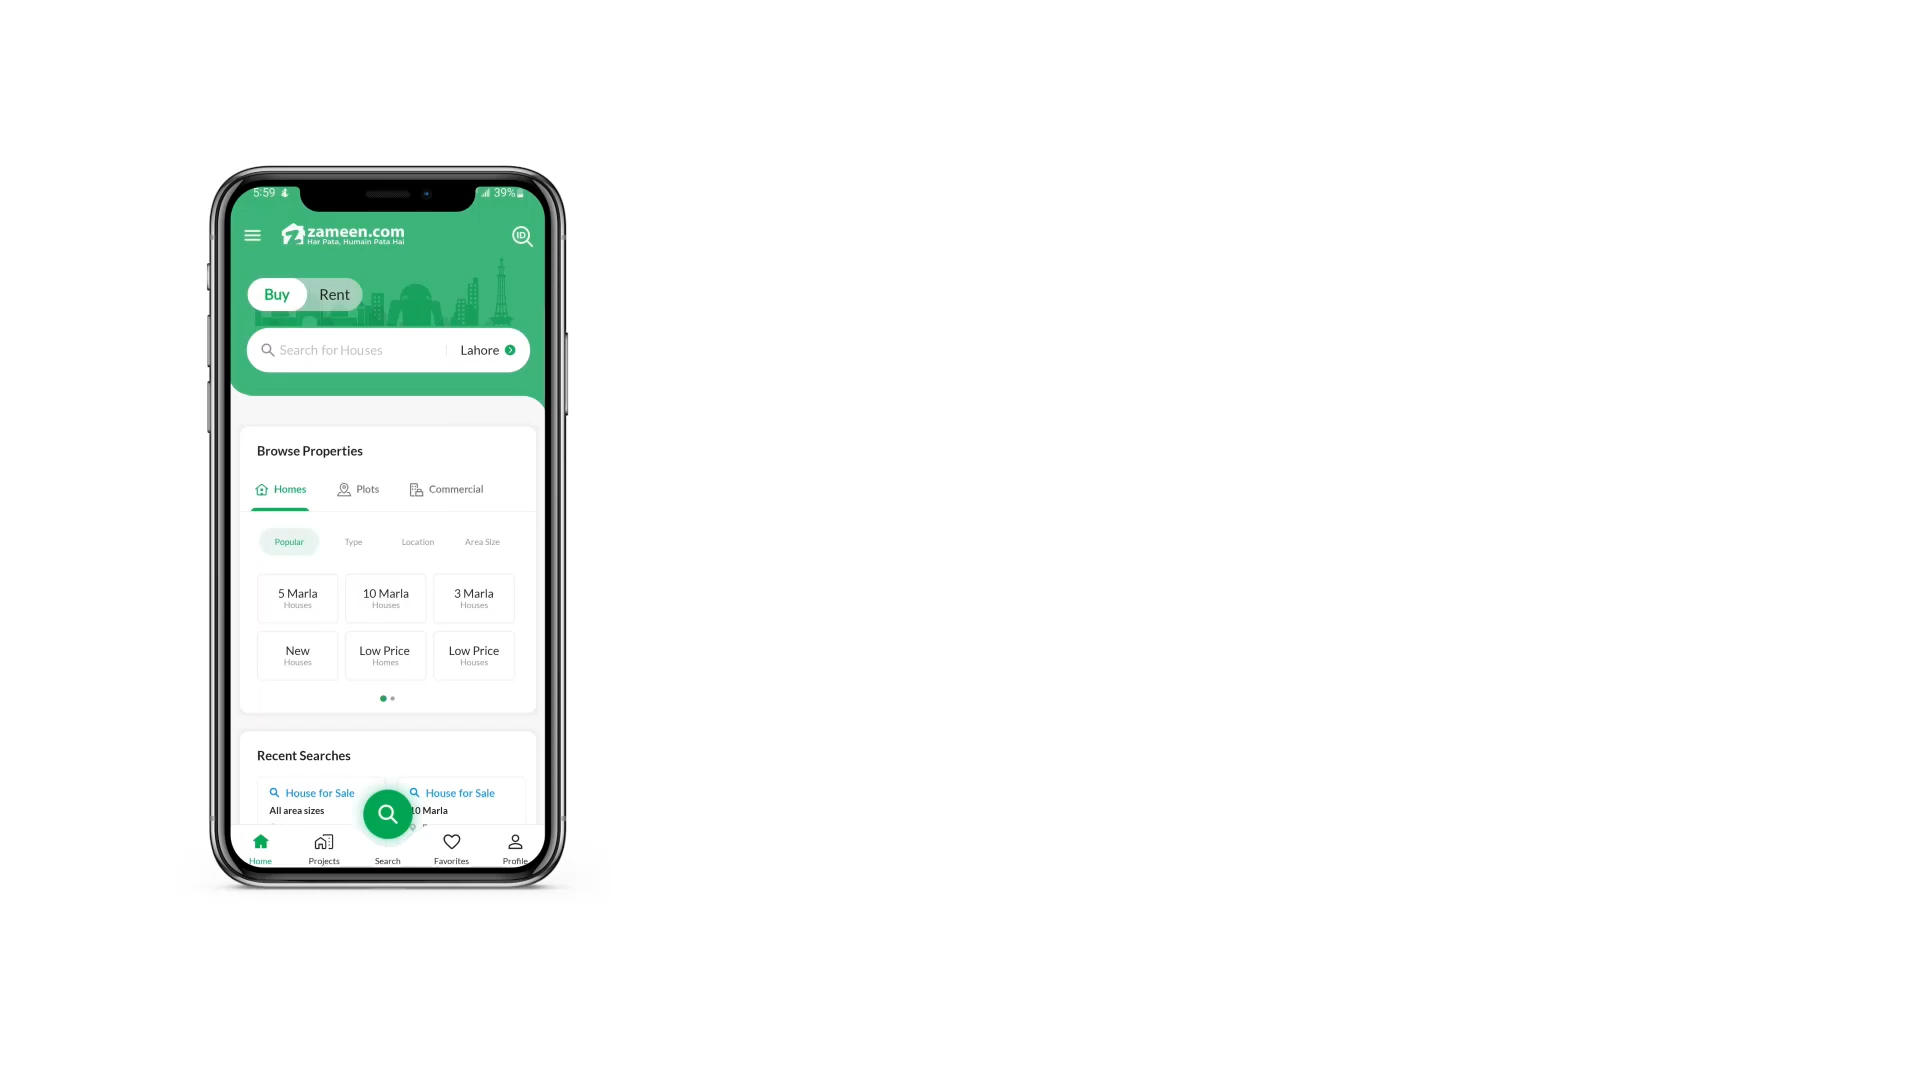 5:59
39%
zameen.com
Har Pata, Humain Pata Hai
ID
Buy
Rent
Search for Houses
Lahore
Browse Properties
Homes
Plots
Commercial
Popular
Type
Location
Area Size
5 Marla
Houses
10 Marla
Houses
3 Marla
Houses
New
Houses
Low Price
Homes
Low Price
Houses
Recent Searches
House for Sale
All area sizes
House for Sale
10 Marla
Home
Projects
Search
Favorites
Profile